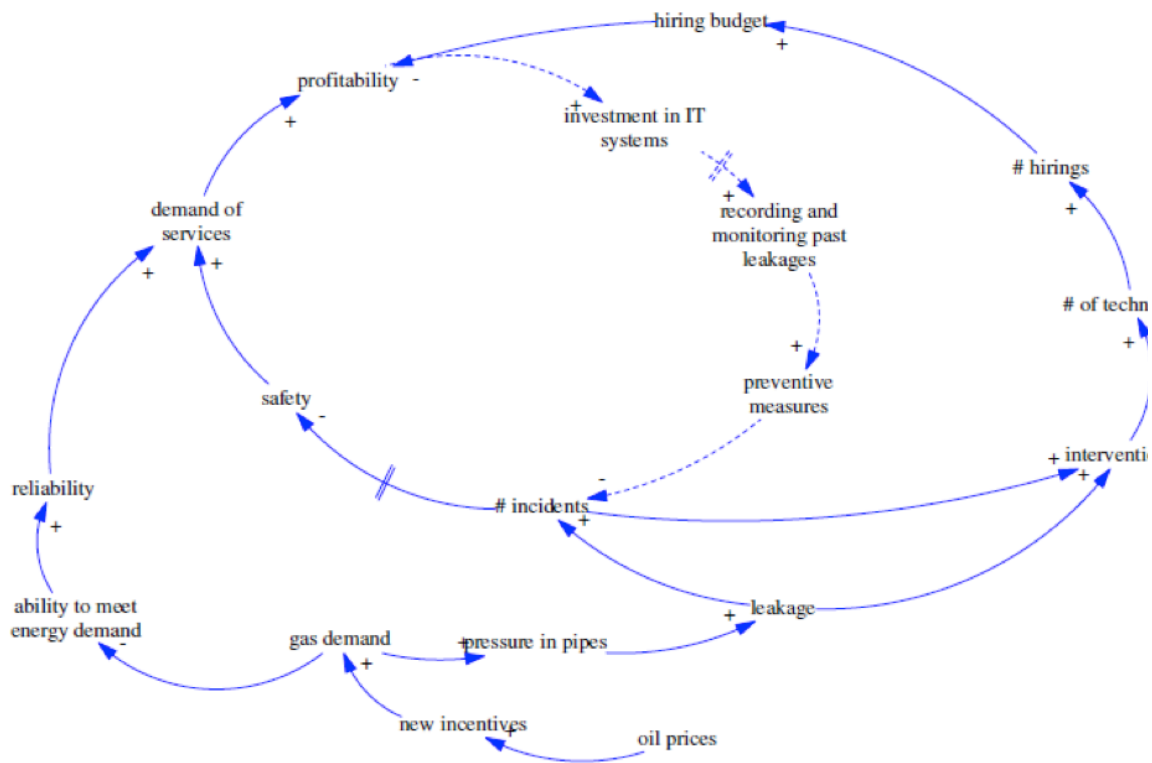 hiring budget
+
profitability
-
+
investment in IT
systems
+
# hirings
+
+
recording and
monitoring past
leakages
demand of
services
+
+
# of techn
+
+
preventive
measures
safety
-
interventi
+
+
-
reliability
# incidents
+
+
ability to meet
energy demand
-
leakage
+
gas demand
+
+
pressure in pipes
new incentives
+
oil prices